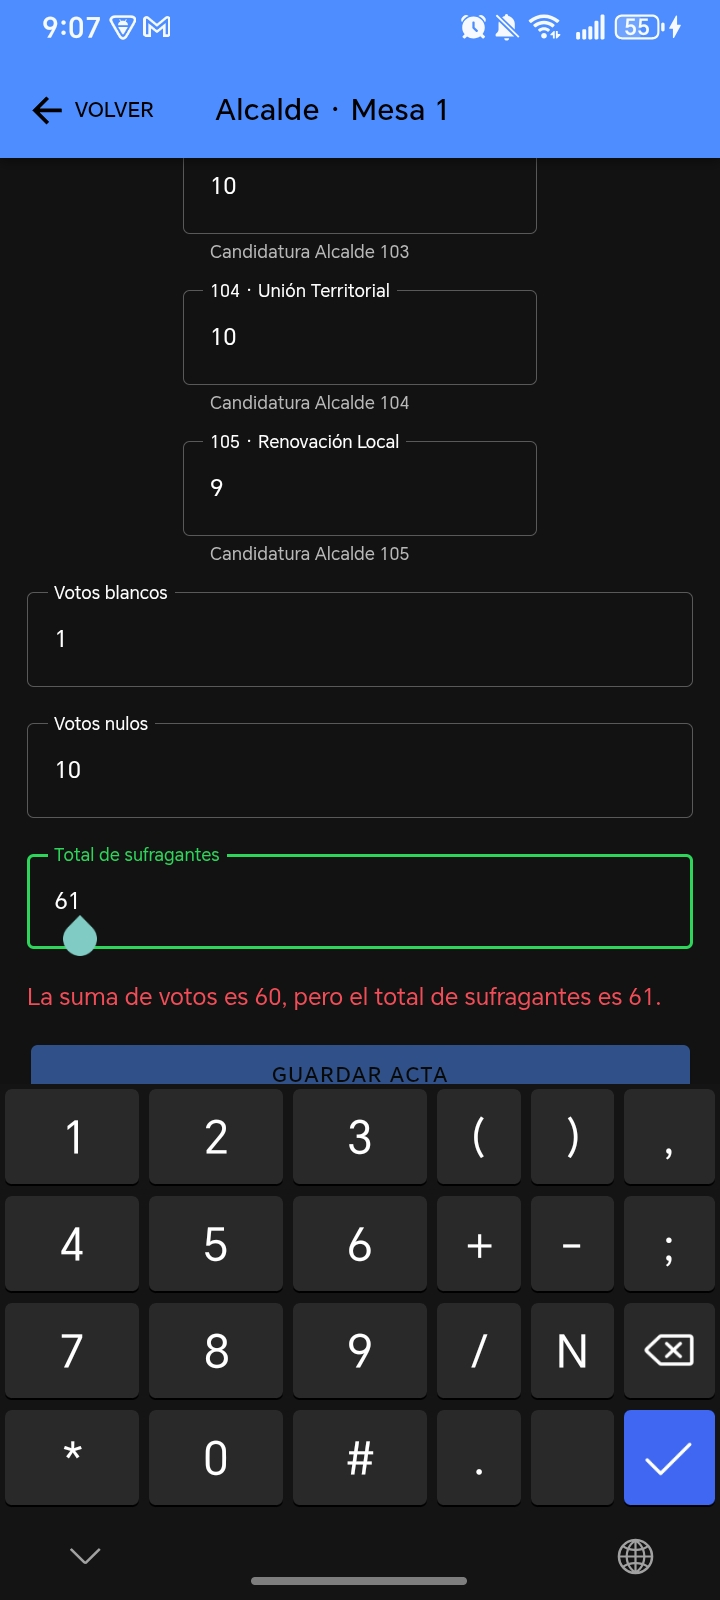 9:07 55
VOLVER Alcalde · Mesa 1
10
Candidatura Alcalde 103
104 · Unión Territorial
10
Candidatura Alcalde 104
105 · Renovación Local
9
Candidatura Alcalde 105
Votos blancos
1
Votos nulos
10
Total de sufragantes
61
La suma de votos es 60, pero el total de sufragantes es 61.
GUARDAR ACTA
1 2 3 ( ) ,
4 5 6 + - ;
7 8 9 / N
* 0 # .